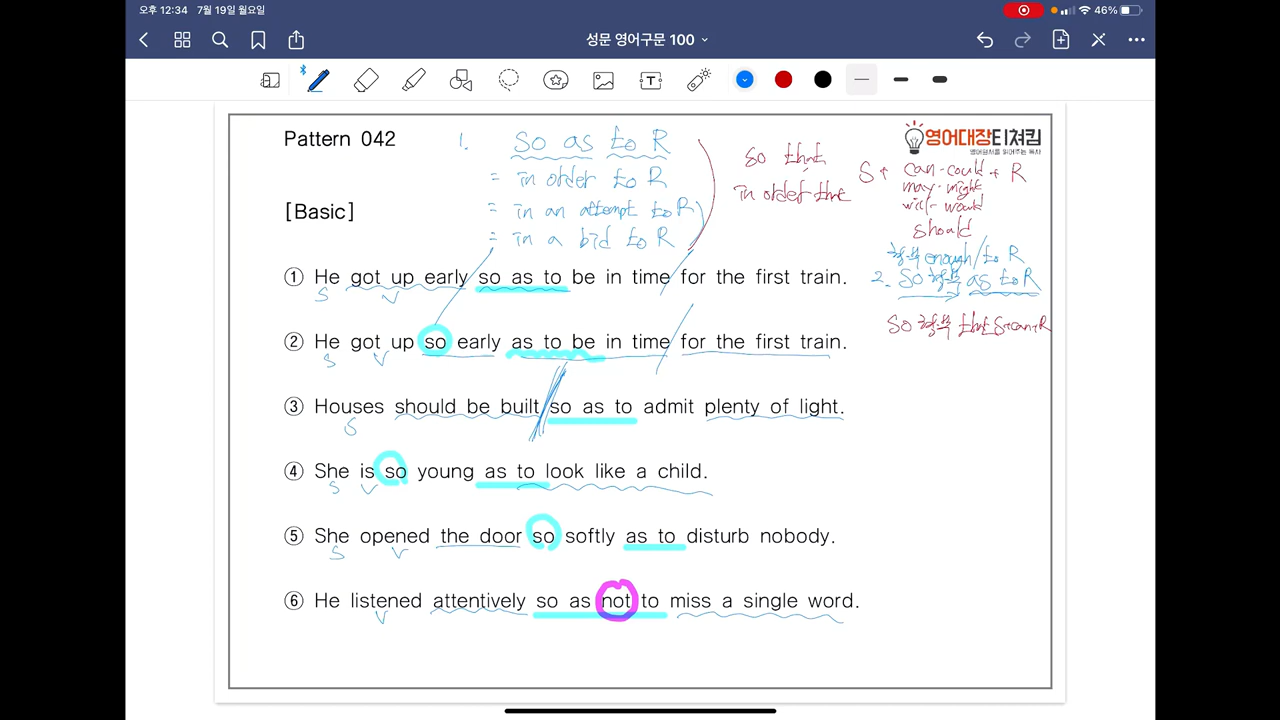 오후 12:34 7월 19일 월요일
46%
성문 영어구문 100
Pattern 042
1. so as to R
= in order to R
= in an attempt to R
= in a bid to R
so that
in order that
S + can-could + R
may-might
will-would
should
영어대장티쳐킴
형/부 enough/to R
2. so 형/부 as to R
so 형/부 that S+can+R
[Basic]
① He got up early so as to be in time for the first train.
S V
② He got up so early as to be in time for the first train.
S V
③ Houses should be built so as to admit plenty of light.
S
④ She is so young as to look like a child.
S V
⑤ She opened the door so softly as to disturb nobody.
S V
⑥ He listened attentively so as not to miss a single word.
V